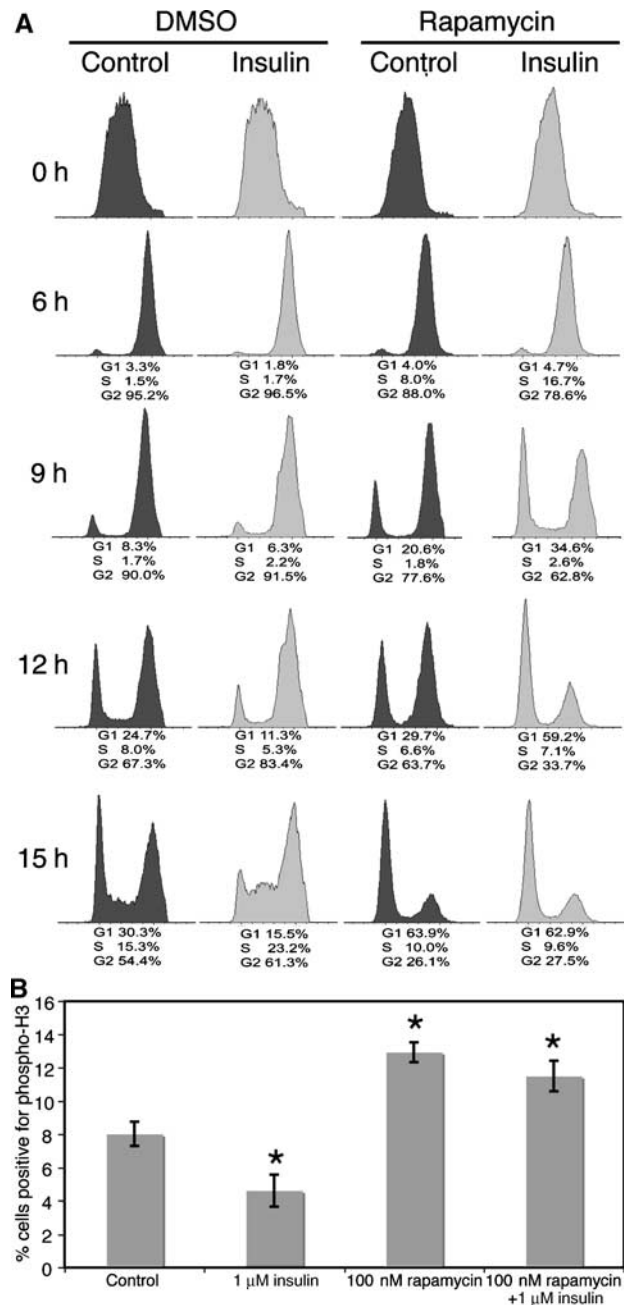 A
DMSO Rapamycin
Control Insulin Control Insulin
0 h
6 h
G1 3.3% G1 1.8% G1 4.0% G1 4.7%
S 1.5% S 1.7% S 8.0% S 16.7%
G2 95.2% G2 96.5% G2 88.0% G2 78.6%
9 h
G1 8.3% G1 6.3% G1 20.6% G1 34.6%
S 1.7% S 2.2% S 1.8% S 2.6%
G2 90.0% G2 91.5% G2 77.6% G2 62.8%
12 h
G1 24.7% G1 11.3% G1 29.7% G1 59.2%
S 8.0% S 5.3% S 6.6% S 7.1%
G2 67.3% G2 83.4% G2 63.7% G2 33.7%
15 h
G1 30.3% G1 15.5% G1 63.9% G1 62.9%
S 15.3% S 23.2% S 10.0% S 9.6%
G2 54.4% G2 61.3% G2 26.1% G2 27.5%
B
% cells positive for phospho-H3
16
14
12
10
8
6
4
2
0
* * *
Control 1 µM insulin 100 nM rapamycin 100 nM rapamycin
+1 µM insulin